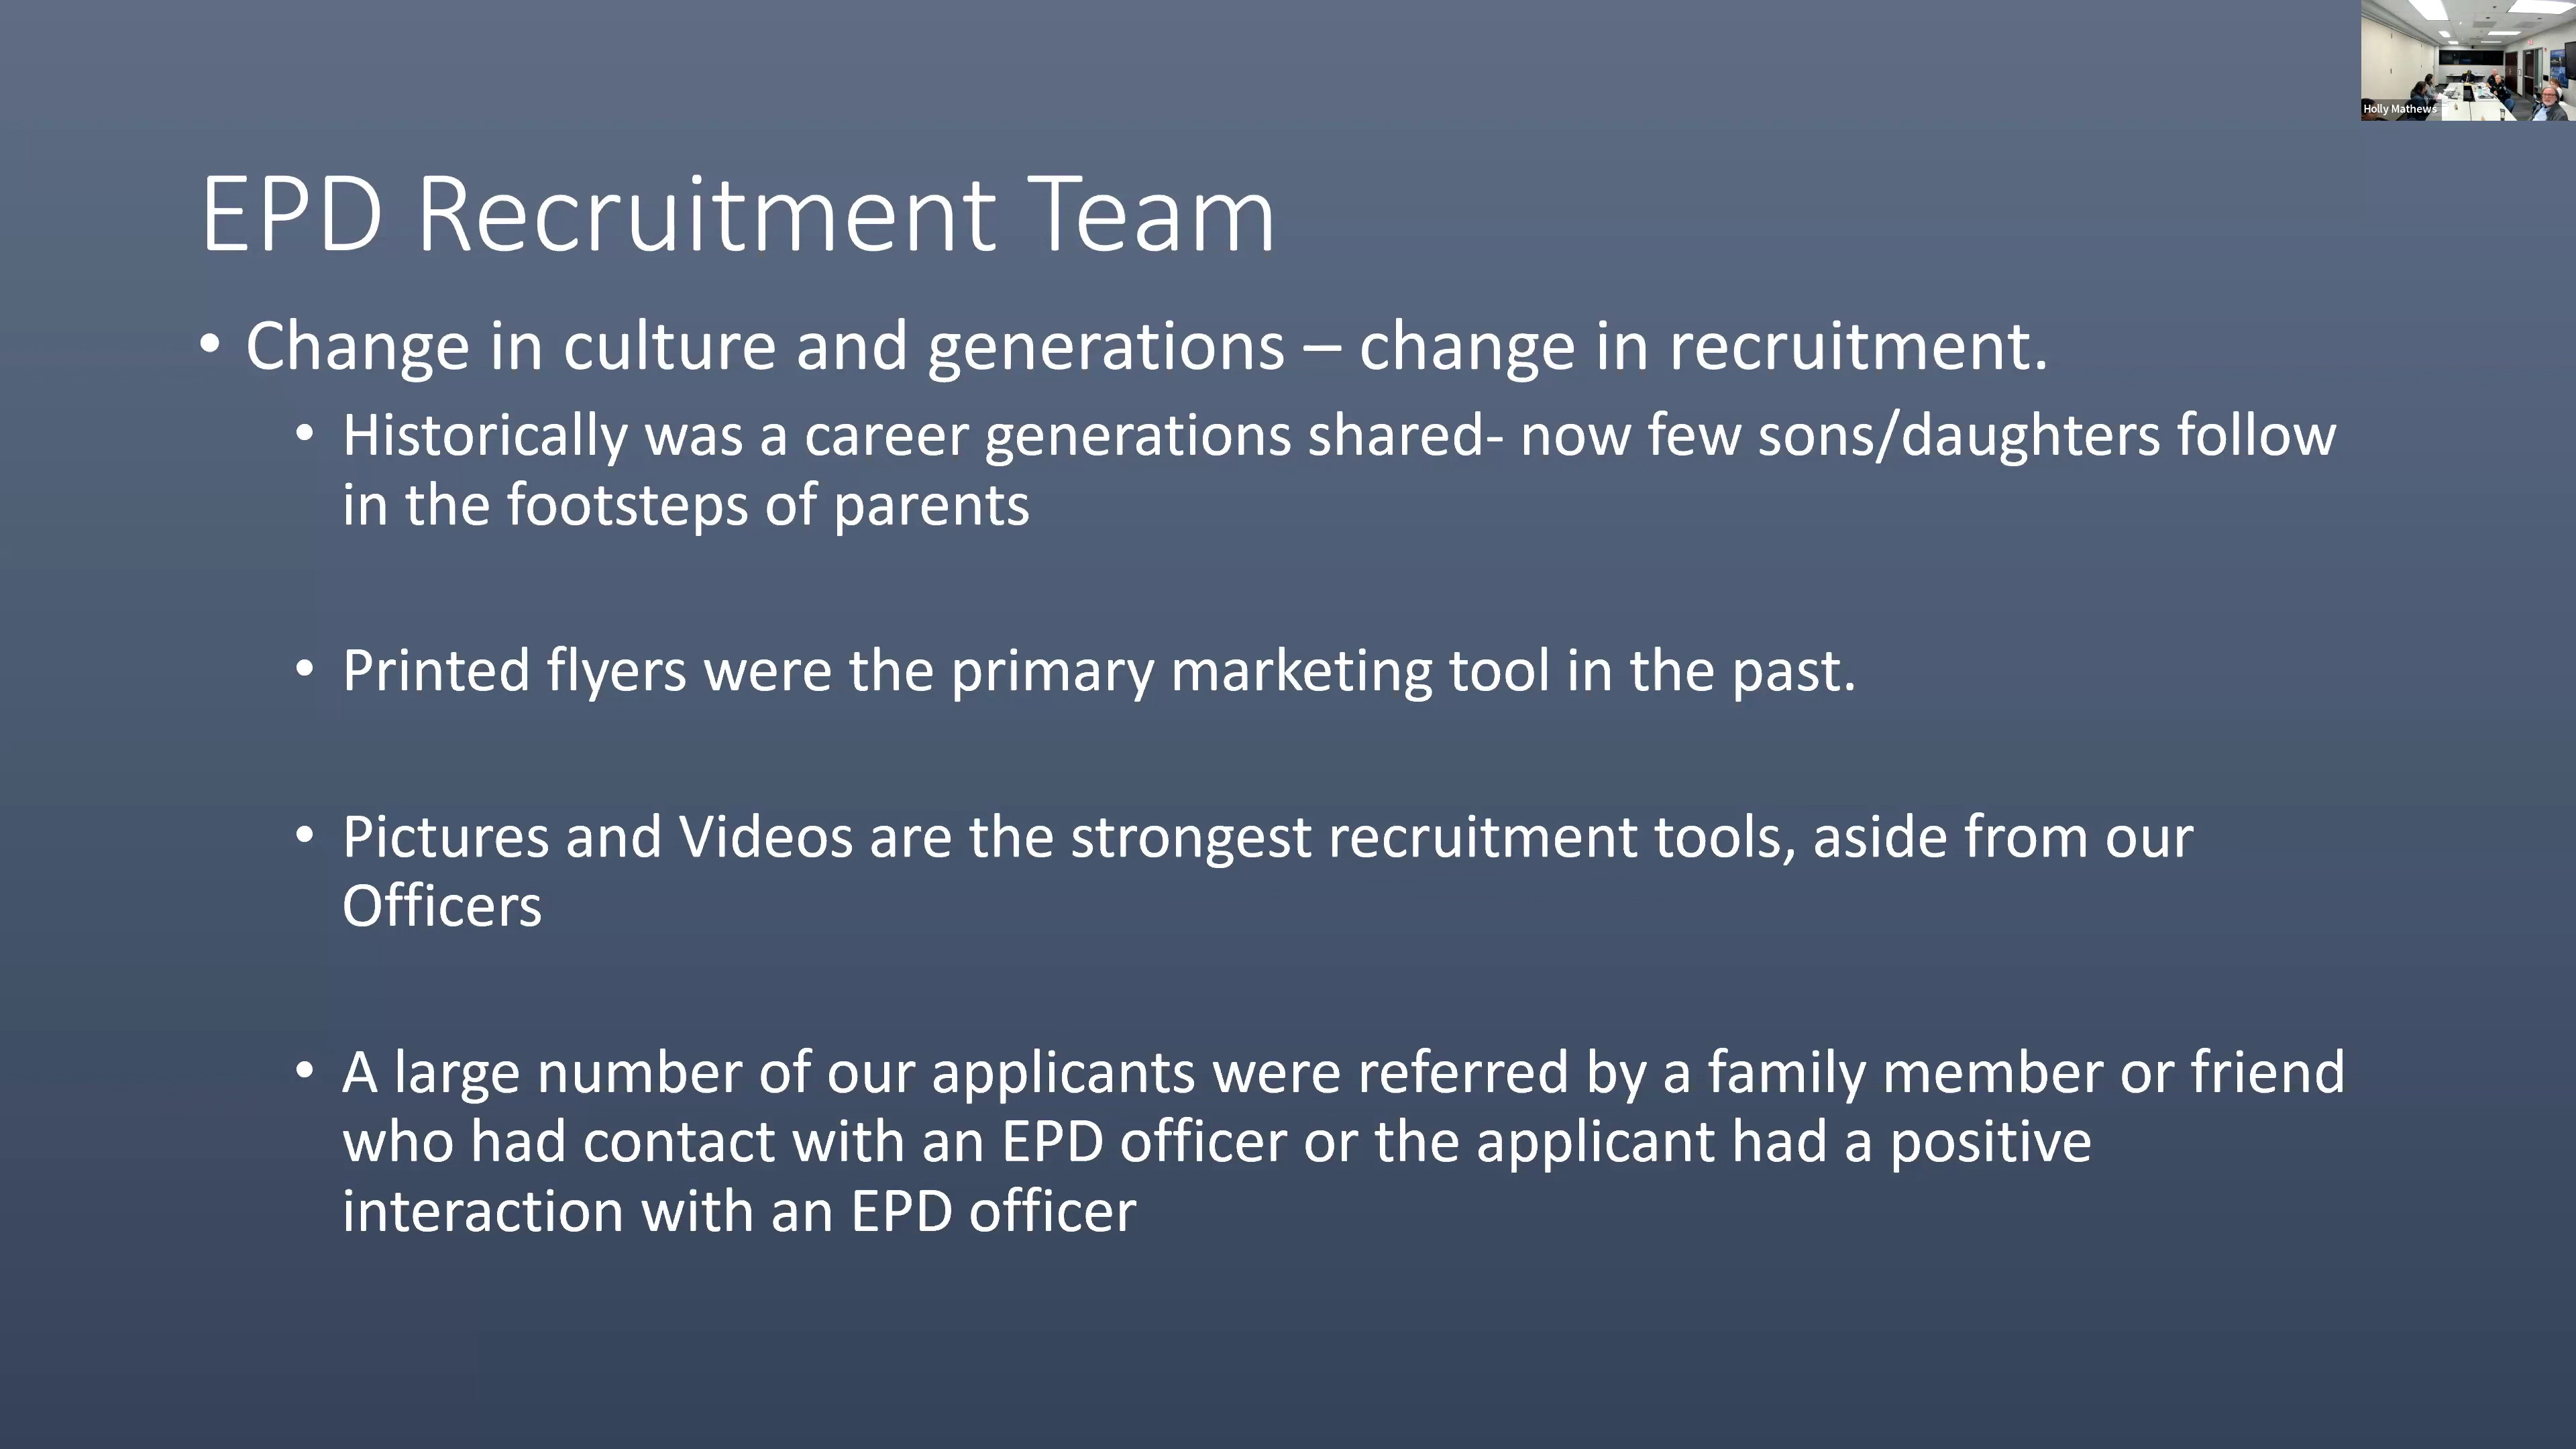 Holly Mathews
EPD Recruitment Team
• Change in culture and generations – change in recruitment.
• Historically was a career generations shared- now few sons/daughters follow
in the footsteps of parents
• Printed flyers were the primary marketing tool in the past.
• Pictures and Videos are the strongest recruitment tools, aside from our
Officers
• A large number of our applicants were referred by a family member or friend
who had contact with an EPD officer or the applicant had a positive
interaction with an EPD officer